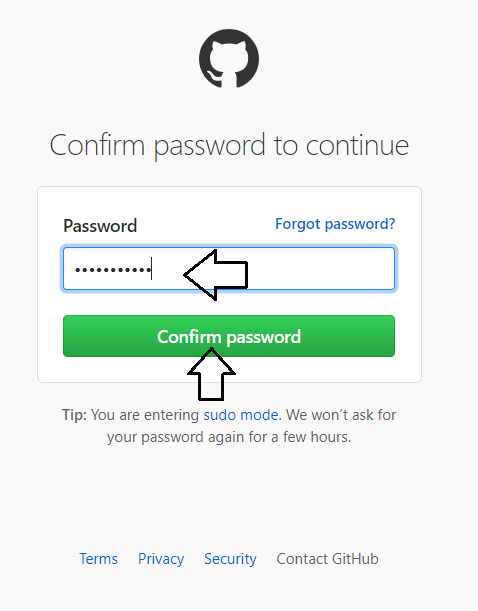 Confirm password to continue
Password
Forgot password?
•••••••••••
Confirm password
Tip: You are entering sudo mode. We won’t ask for
your password again for a few hours.
Terms Privacy Security Contact GitHub